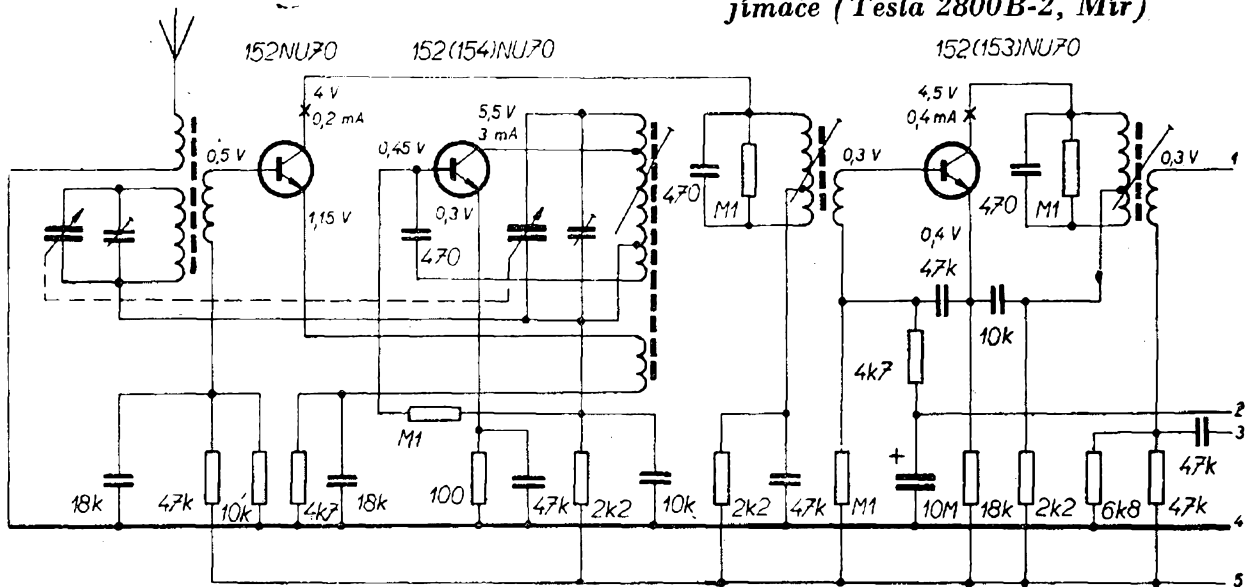 jímače (Tesla 2800B-2, Mír)
152NU70
152(154)NU70
152(153)NU70
4 V
0,2 mA
5,5 V
3 mA
4,5 V
0,4 mA
0,5 V
0,45 V
0,3 V
0,3 V
1,15 V
0,3 V
470
470
M1
470
M1
0,4 V
47k
10k
4k7
M1
1
2
3
47k
18k
47k
10k
4k7
18k
100
47k
2k2
10k
2k2
47k
M1
+
10M
18k
2k2
6k8
47k
4
5